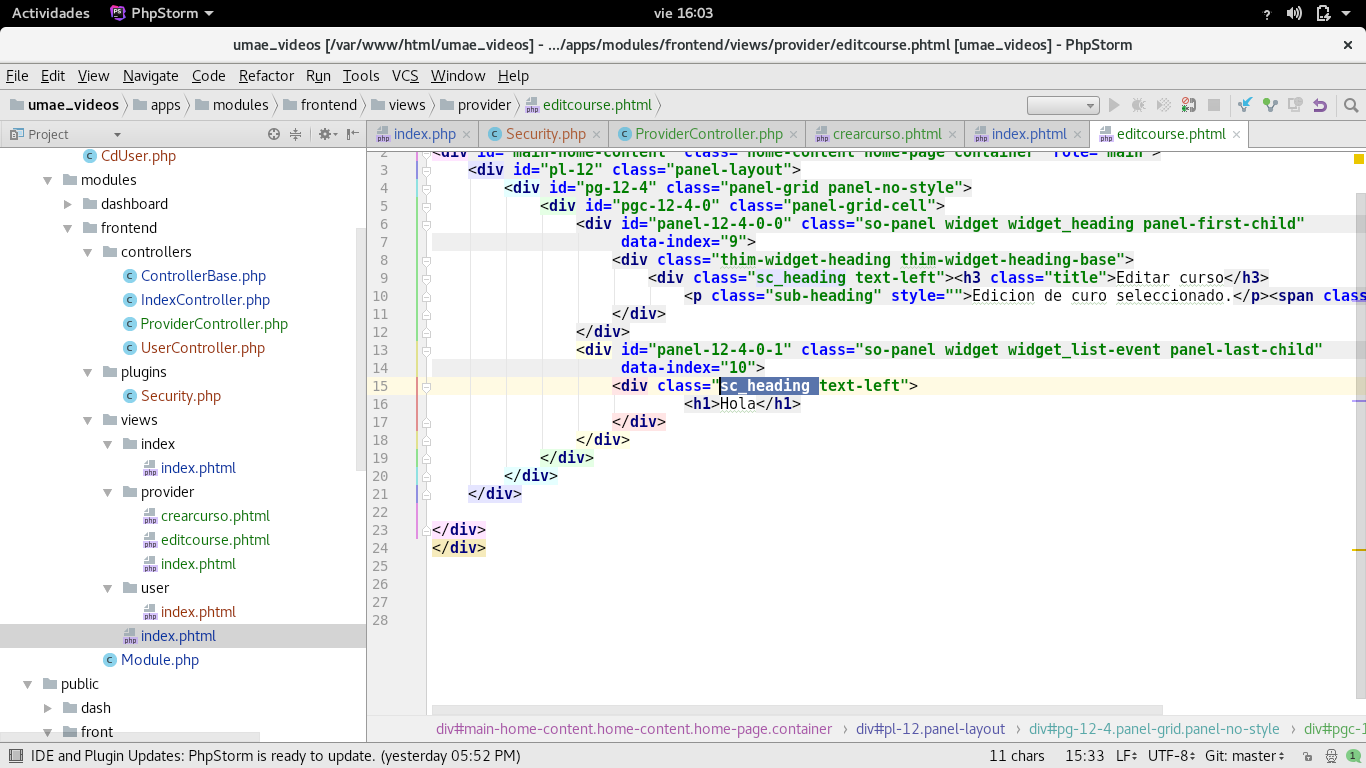 Actividades PhpStorm vie 16:03 ?
umae_videos [/var/www/html/umae_videos] - .../apps/modules/frontend/views/provider/editcourse.phtml [umae_videos] - PhpStorm
File Edit View Navigate Code Refactor Run Tools VCS Window Help
umae_videos apps modules frontend views provider editcourse.phtml
Project
index.php Security.php ProviderController.php crearcurso.phtml index.phtml editcourse.phtml
CdUser.php
modules
dashboard
frontend
controllers
ControllerBase.php
IndexController.php
ProviderController.php
UserController.php
plugins
Security.php
views
index
index.phtml
provider
crearcurso.phtml
editcourse.phtml
index.phtml
user
index.phtml
index.phtml
Module.php
public
dash
front
2 <div id="main-home-content" class="home-content home-page container" role="main">
3 <div id="pl-12" class="panel-layout">
4 <div id="pg-12-4" class="panel-grid panel-no-style">
5 <div id="pgc-12-4-0" class="panel-grid-cell">
6 <div id="panel-12-4-0-0" class="so-panel widget widget_heading panel-first-child"
7 data-index="9">
8 <div class="thim-widget-heading thim-widget-heading-base">
9 <div class="sc_heading text-left"><h3 class="title">Editar curso</h3>
10 <p class="sub-heading" style="">Edicion de curo seleccionado.</p><span clas
11 </div>
12 </div>
13 <div id="panel-12-4-0-1" class="so-panel widget widget_list-event panel-last-child"
14 data-index="10">
15 <div class="sc_heading text-left">
16 <h1>Hola</h1>
17 </div>
18 </div>
19 </div>
20 </div>
21 </div>
22
23 </div>
24 </div>
25
26
27
28
div#main-home-content.home-content.home-page.container › div#pl-12.panel-layout › div#pg-12-4.panel-grid.panel-no-style › div#pgc-1
IDE and Plugin Updates: PhpStorm is ready to update. (yesterday 05:52 PM) 11 chars 15:33 LF UTF-8 Git: master 1